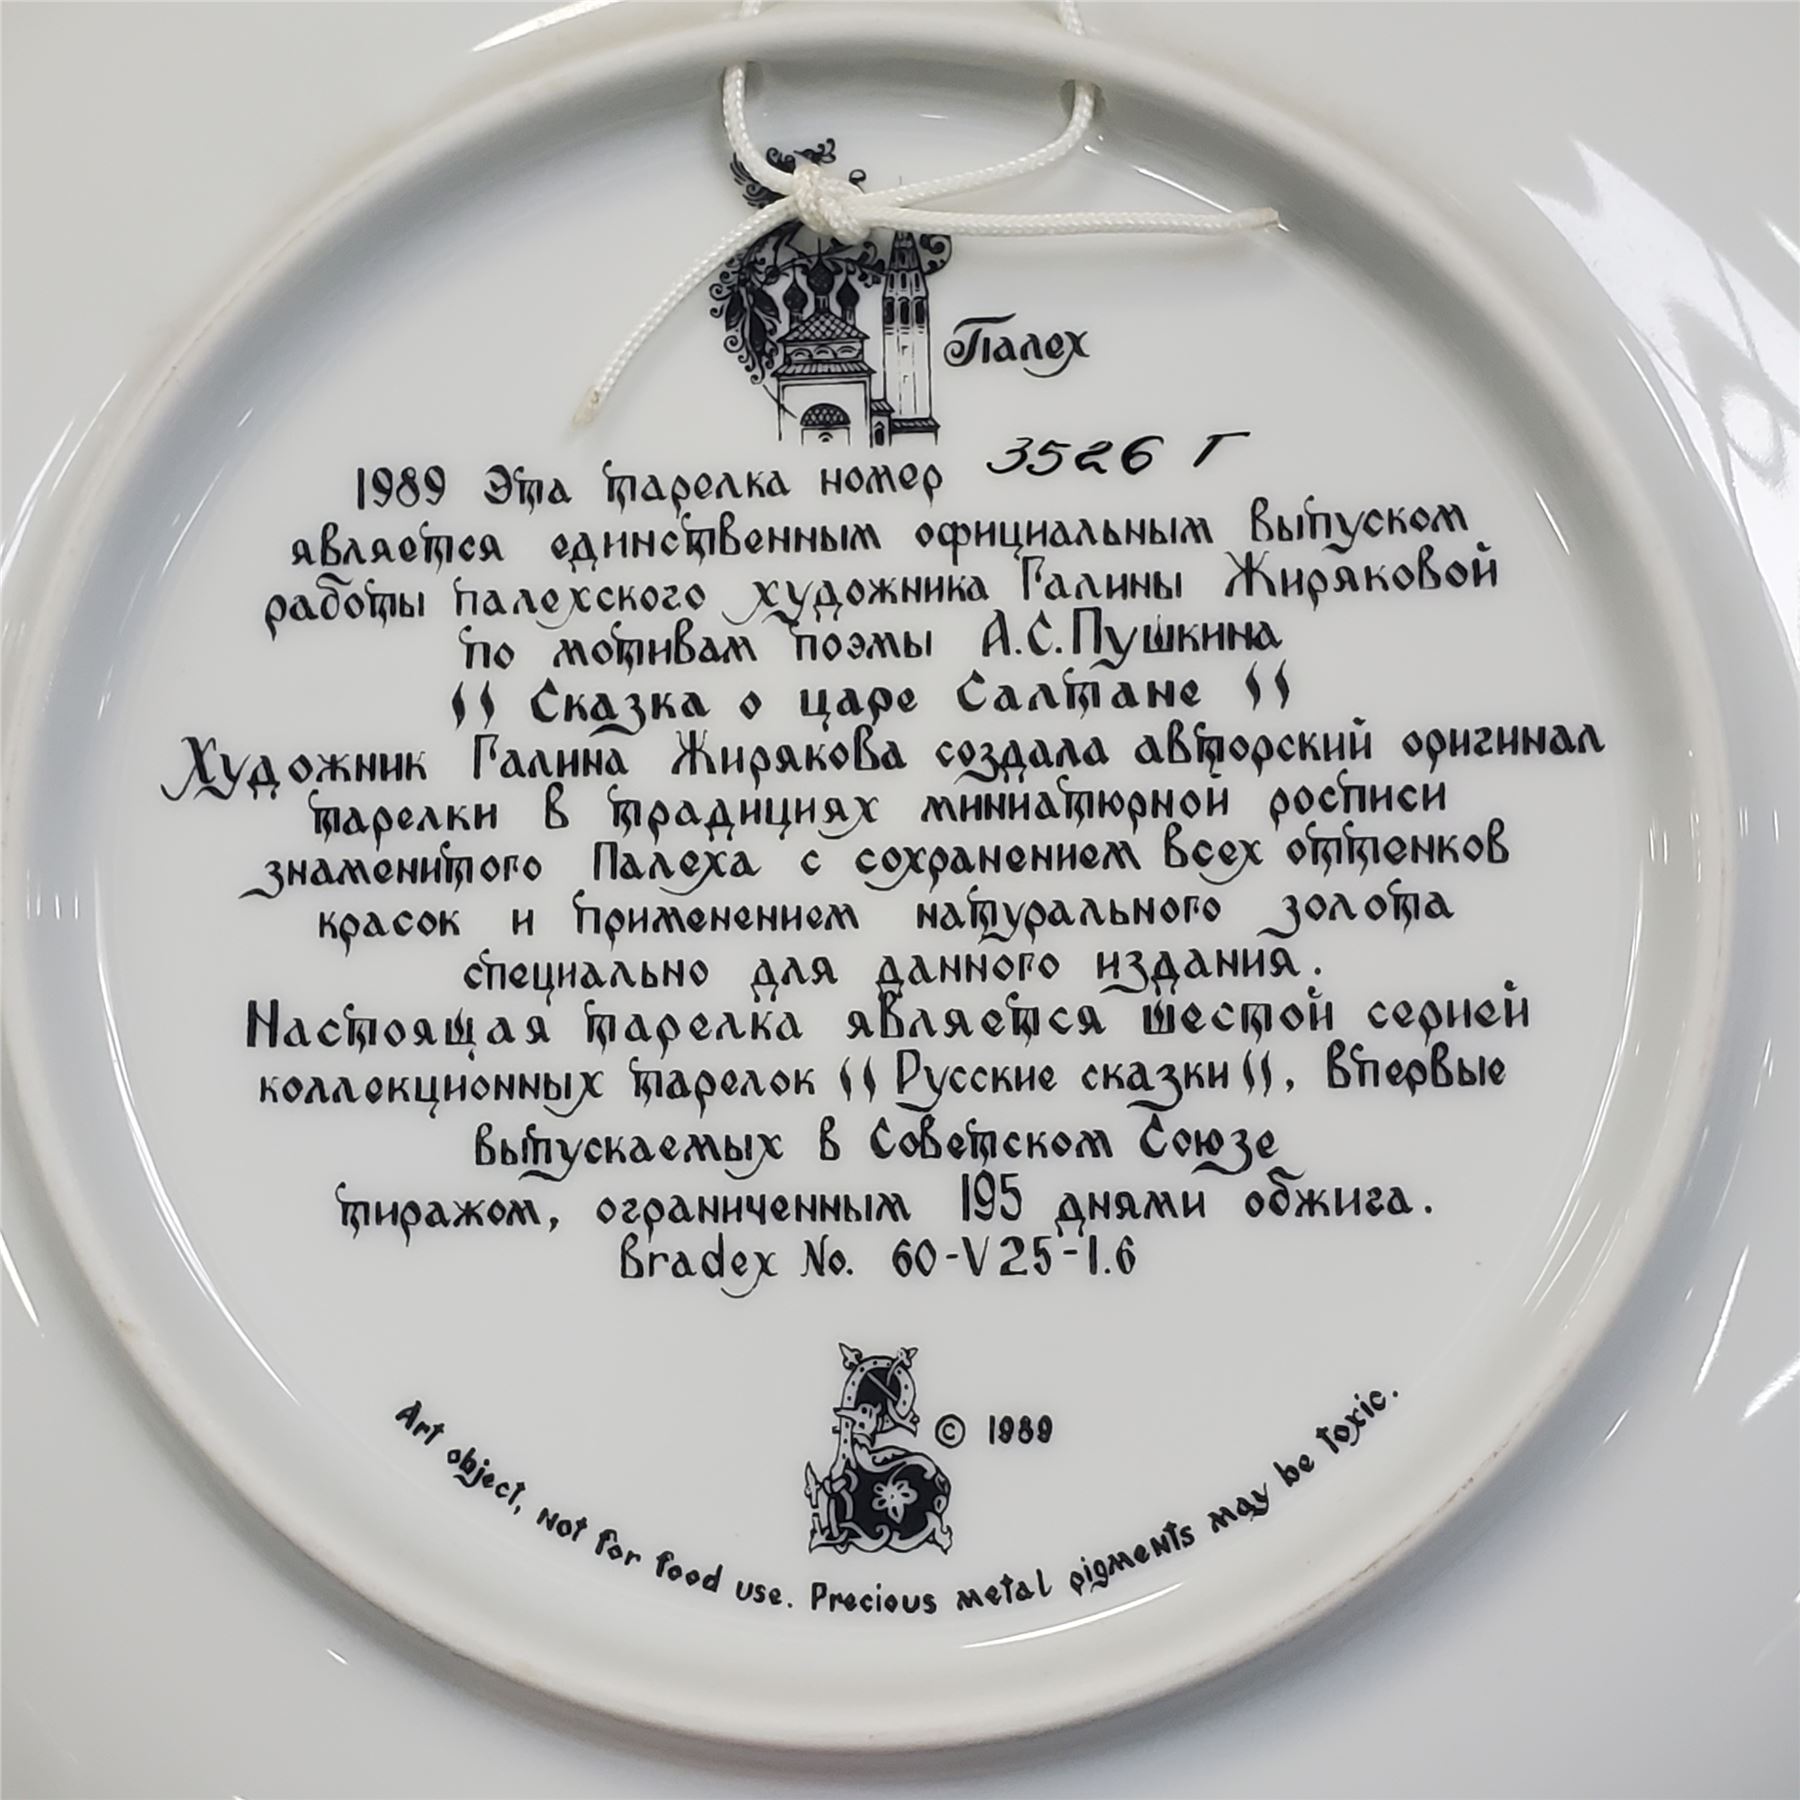 Палех
1989 Эта тарелка номер 3526 Г
является единственным официальным выпуском
работы палехского художника Галины Жиряковой
по мотивам поэмы А.С.Пушкина
"Сказка о царе Салтане"
Художник Галина Жирякова создала авторский оригинал
тарелки в традициях миниатюрной росписи
знаменитого Палеха с сохранением всех оттенков
красок и применением натурального золота
специально для данного издания.
Настоящая тарелка является шестой серией
коллекционных тарелок "Русские сказки", впервые
выпускаемых в Советском Союзе
тиражом, ограниченным 195 днями обжига.
Bradex No. 60-V25-1.6
© 1989
Art object, not for food use. Precious metal pigments may be toxic.